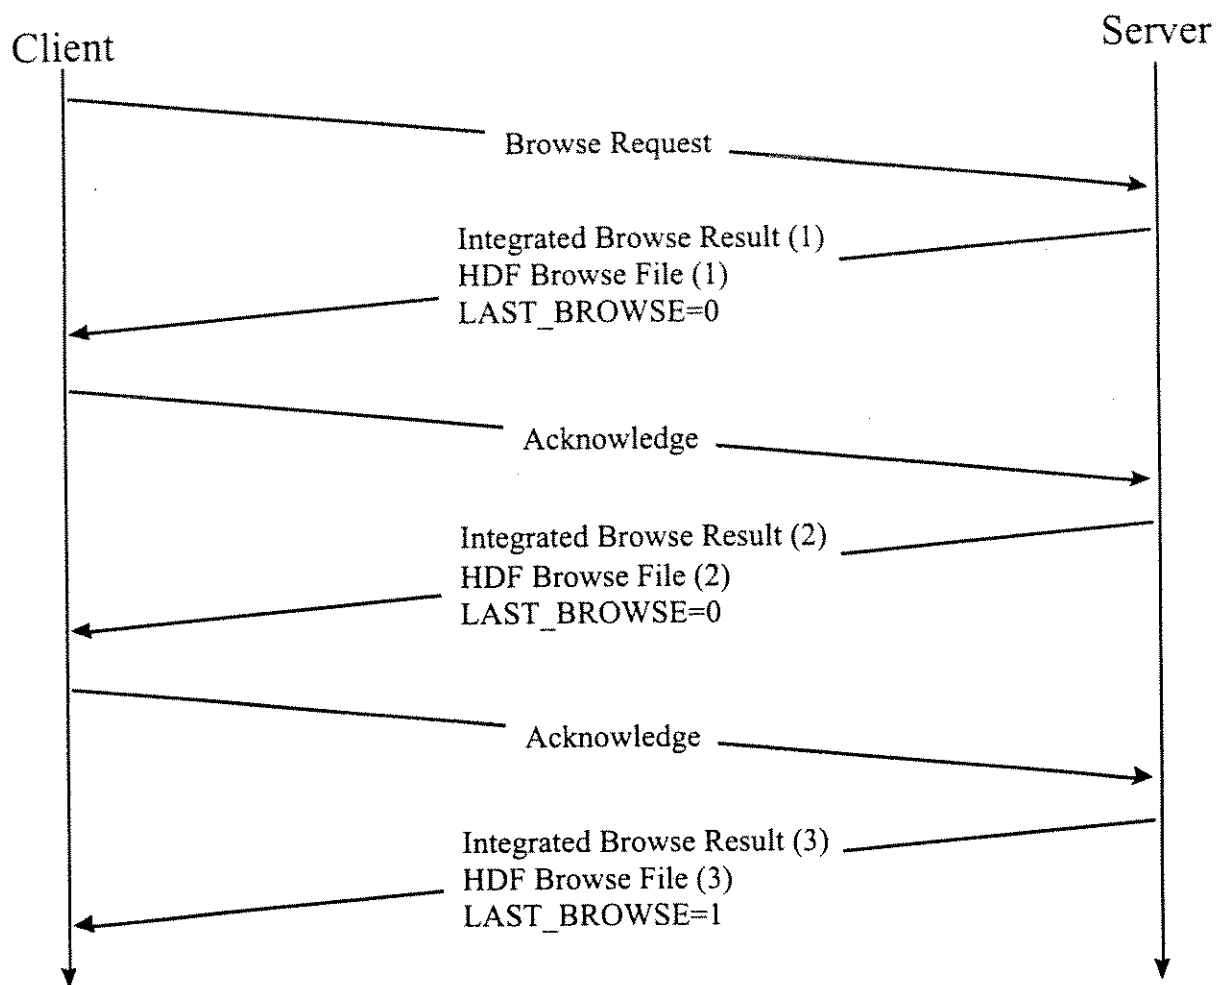 Client
Server
Browse Request
Integrated Browse Result (1)
HDF Browse File (1)
LAST_BROWSE=0
Acknowledge
Integrated Browse Result (2)
HDF Browse File (2)
LAST_BROWSE=0
Acknowledge
Integrated Browse Result (3)
HDF Browse File (3)
LAST_BROWSE=1